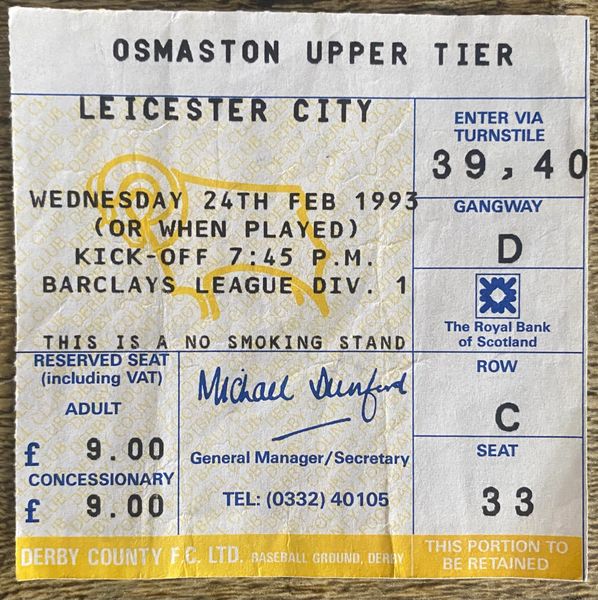 OSMASTON UPPER TIER
LEICESTER CITY
WEDNESDAY 24TH FEB 1993
(OR WHEN PLAYED)
KICK-OFF 7:45 P.M.
BARCLAYS LEAGUE DIV. 1
THIS IS A NO SMOKING STAND
ENTER VIA
TURNSTILE
39,40
GANGWAY
D
The Royal Bank
of Scotland
ROW
C
SEAT
33
RESERVED SEAT
(including VAT)
ADULT
£ 9.00
CONCESSIONARY
£ 9.00
Michael Dunford
General Manager/Secretary
TEL: (0332) 40105
DERBY COUNTY F.C. LTD. BASEBALL GROUND, DERBY
THIS PORTION TO
BE RETAINED